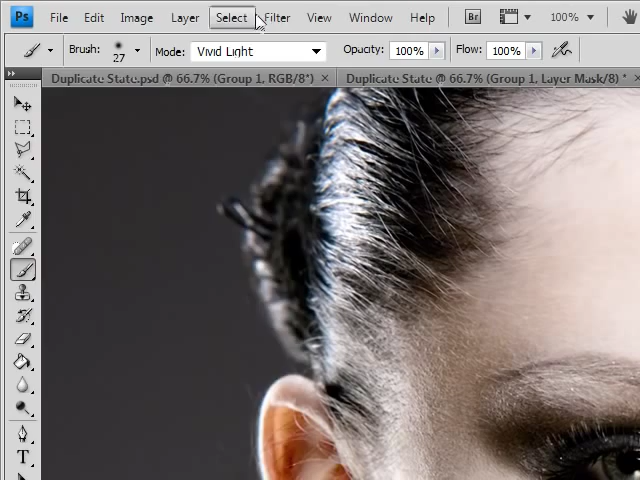 Ps File Edit Image Layer Select Filter View Window Help Br 100%
Brush: 27 Mode: Vivid Light Opacity: 100% Flow: 100%
Duplicate State.psd @ 66.7% (Group 1, RGB/8*) × Duplicate State @ 66.7% (Group 1, Layer Mask/8) * ×
T